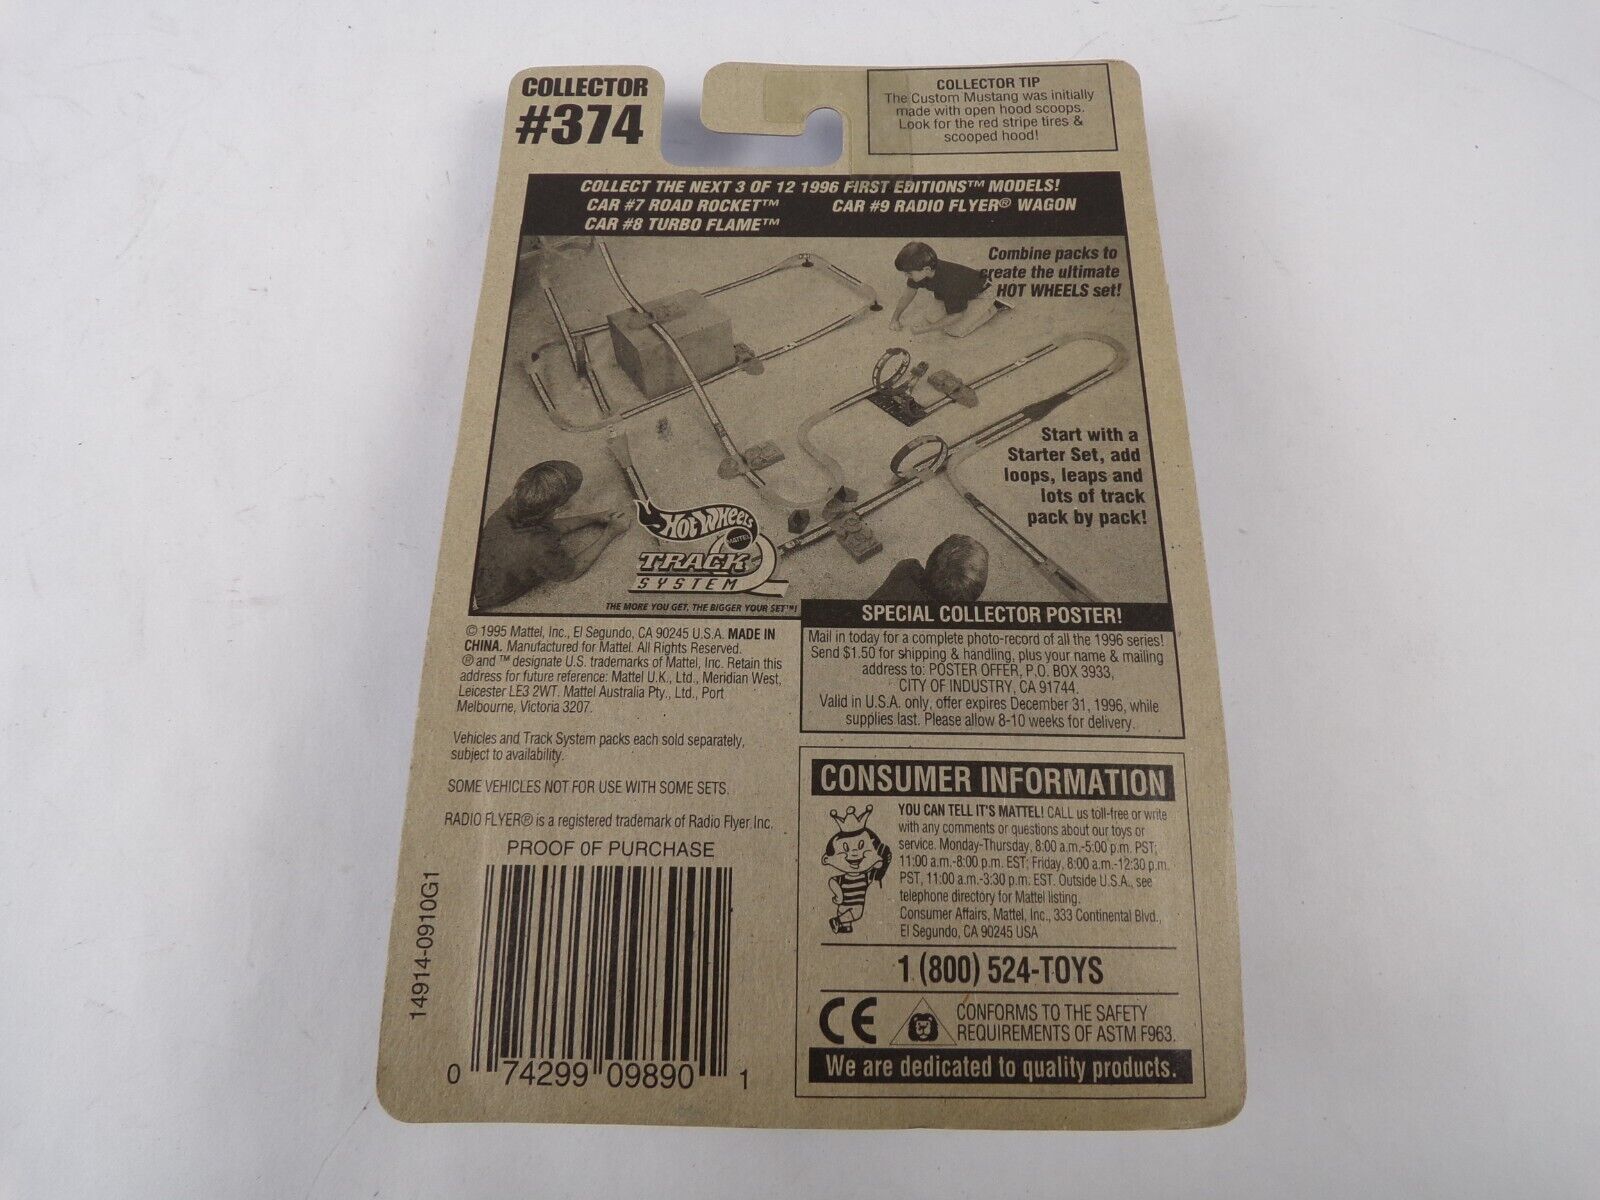 COLLECTOR
#374
COLLECTOR TIP
The Custom Mustang was initially
made with open hood scoops.
Look for the red stripe tires &
scooped hood!
COLLECT THE NEXT 3 OF 12 1996 FIRST EDITIONS™ MODELS!
CAR #7 ROAD ROCKET™ CAR #9 RADIO FLYER® WAGON
CAR #8 TURBO FLAME™
Combine packs to
create the ultimate
HOT WHEELS set!
Start with a
Starter Set, add
loops, leaps and
lots of track
pack by pack!
HOT WHEELS
MATTEL
TRACK
SYSTEM
THE MORE YOU GET, THE BIGGER YOUR SET™!
© 1995 Mattel, Inc., El Segundo, CA 90245 U.S.A. MADE IN
CHINA. Manufactured for Mattel. All Rights Reserved.
® and ™ designate U.S. trademarks of Mattel, Inc. Retain this
address for future reference: Mattel U.K., Ltd., Meridian West,
Leicester LE3 2WT. Mattel Australia Pty., Ltd., Port
Melbourne, Victoria 3207.
Vehicles and Track System packs each sold separately,
subject to availability.
SOME VEHICLES NOT FOR USE WITH SOME SETS.
RADIO FLYER® is a registered trademark of Radio Flyer Inc.
PROOF OF PURCHASE
0 74299 09890 1
14914-0910G1
SPECIAL COLLECTOR POSTER!
Mail in today for a complete photo-record of all the 1996 series!
Send $1.50 for shipping & handling, plus your name & mailing
address to: POSTER OFFER, P.O. BOX 3933,
CITY OF INDUSTRY, CA 91744.
Valid in U.S.A. only, offer expires December 31, 1996, while
supplies last. Please allow 8-10 weeks for delivery.
CONSUMER INFORMATION
YOU CAN TELL IT'S MATTEL! CALL us toll-free or write
with any comments or questions about our toys or
service. Monday-Thursday, 8:00 a.m.-5:00 p.m. PST;
11:00 a.m.-8:00 p.m. EST; Friday, 8:00 a.m.-12:30 p.m.
PST, 11:00 a.m.-3:30 p.m. EST. Outside U.S.A., see
telephone directory for Mattel listing.
Consumer Affairs, Mattel, Inc., 333 Continental Blvd.,
El Segundo, CA 90245 USA
1 (800) 524-TOYS
CE
CONFORMS TO THE SAFETY
REQUIREMENTS OF ASTM F963.
We are dedicated to quality products.